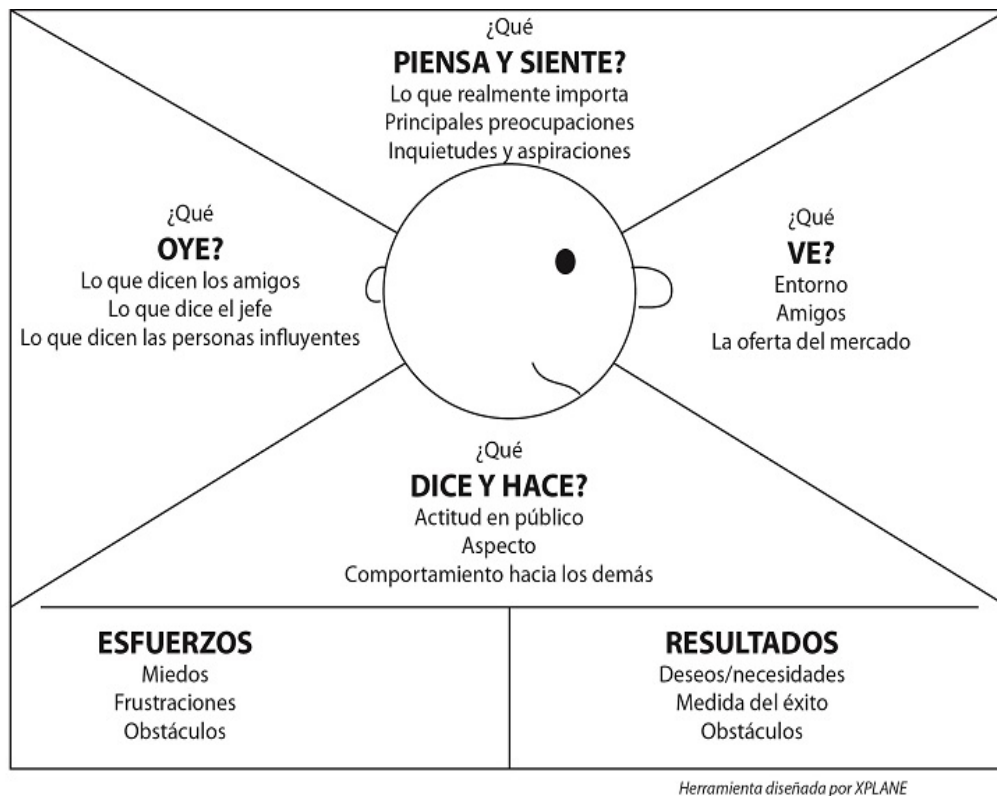 ¿Qué
PIENSA Y SIENTE?
Lo que realmente importa
Principales preocupaciones
Inquietudes y aspiraciones
¿Qué
OYE?
Lo que dicen los amigos
Lo que dice el jefe
Lo que dicen las personas influyentes
¿Qué
VE?
Entorno
Amigos
La oferta del mercado
¿Qué
DICE Y HACE?
Actitud en público
Aspecto
Comportamiento hacia los demás
ESFUERZOS
Miedos
Frustraciones
Obstáculos
RESULTADOS
Deseos/necesidades
Medida del éxito
Obstáculos
Herramienta diseñada por XPLANE